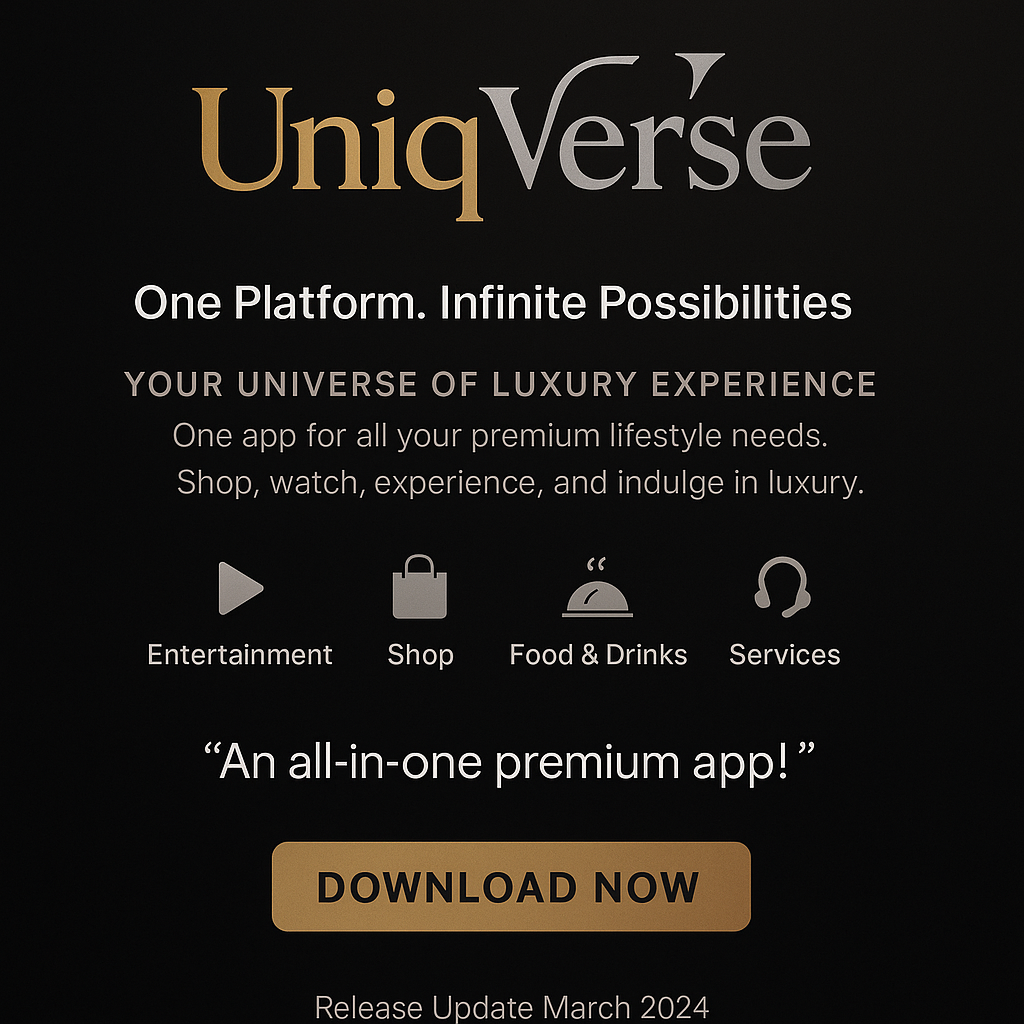 UniqVerse
One Platform. Infinite Possibilities
YOUR UNIVERSE OF LUXURY EXPERIENCE
One app for all your premium lifestyle needs.
Shop, watch, experience, and indulge in luxury.
Entertainment Shop Food & Drinks Services
“An all-in-one premium app! ”
DOWNLOAD NOW
Release Update March 2024